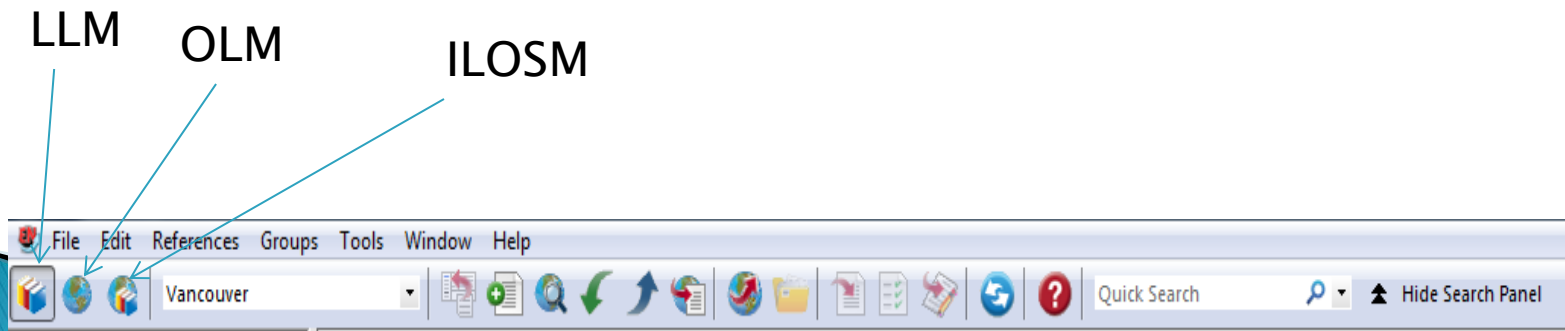 LLM
OLM
ILOSM
File Edit References Groups Tools Window Help
Vancouver
Quick Search
Hide Search Panel